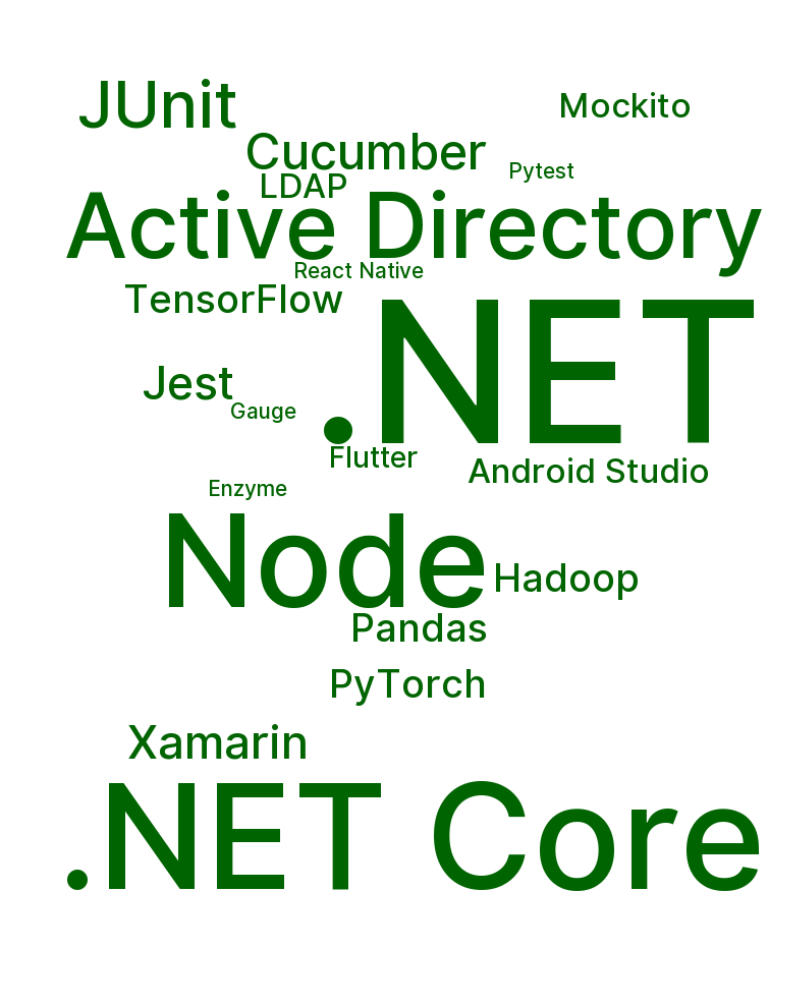 JUnit
Mockito
Cucumber
Pytest
LDAP
Active Directory
React Native
TensorFlow
.NET
Jest
Gauge
Flutter
Android Studio
Enzyme
Node
Hadoop
Pandas
PyTorch
Xamarin
.NET Core